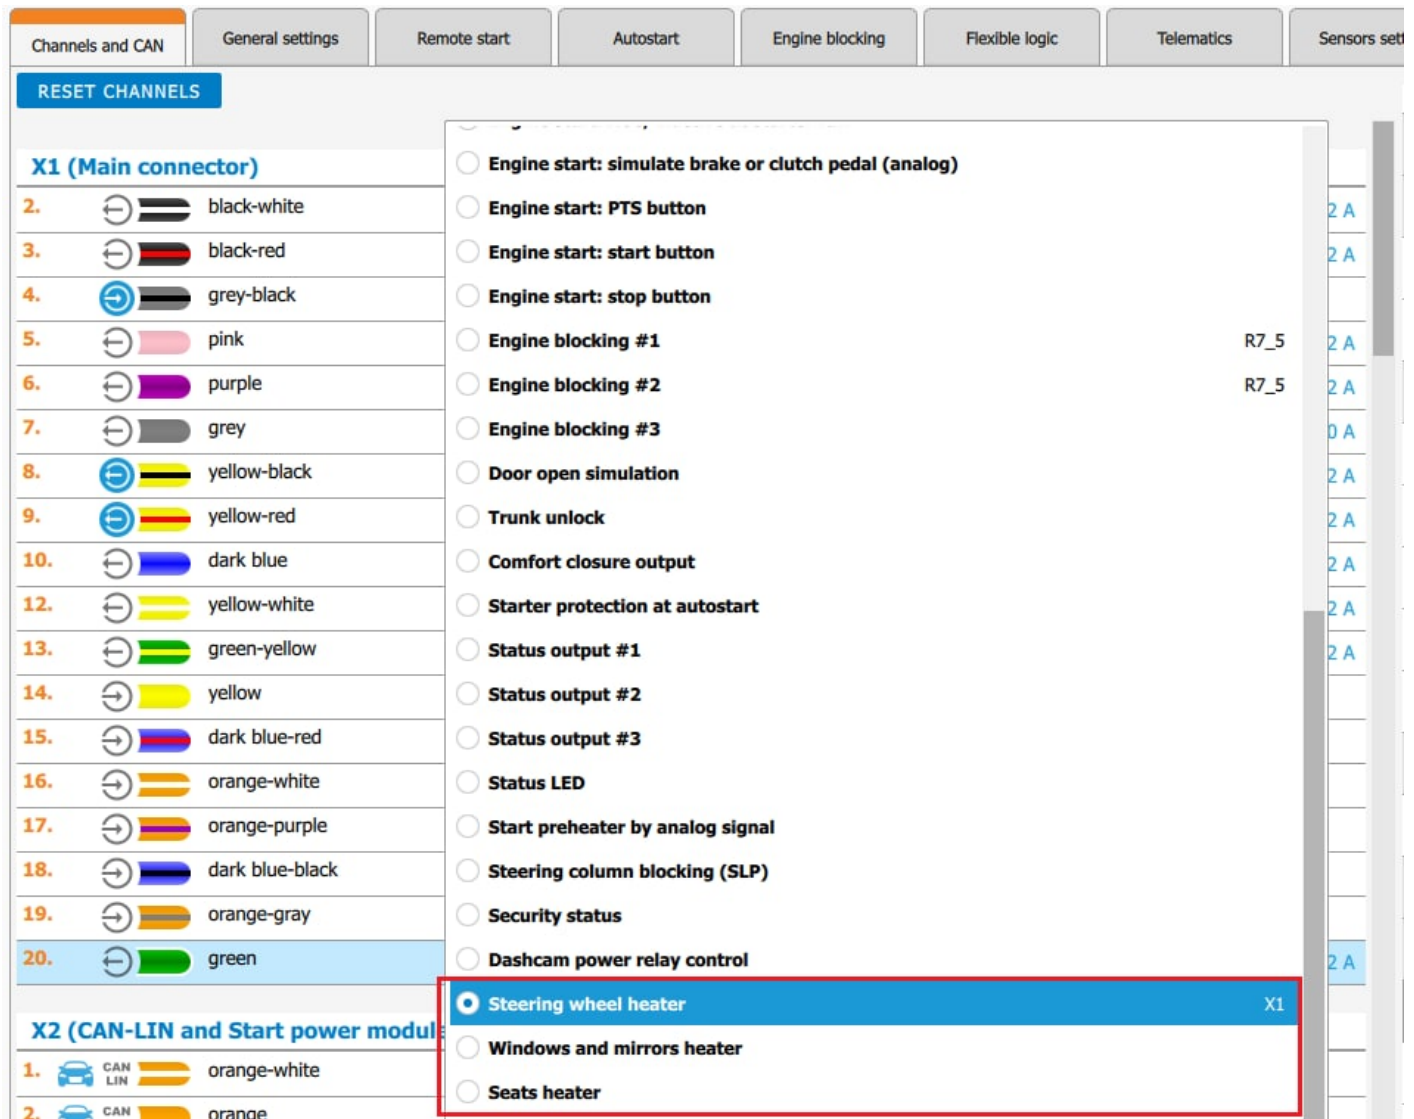 Channels and CAN
General settings
Remote start
Autostart
Engine blocking
Flexible logic
Telematics
Sensors sett
RESET CHANNELS
X1 (Main connector)
2. black-white 2 A
3. black-red 2 A
4. grey-black
5. pink 2 A
6. purple 2 A
7. grey 0 A
8. yellow-black 2 A
9. yellow-red 2 A
10. dark blue 2 A
12. yellow-white 2 A
13. green-yellow 2 A
14. yellow
15. dark blue-red
16. orange-white
17. orange-purple
18. dark blue-black
19. orange-gray
20. green 2 A
X2 (CAN-LIN and Start power module
1. CAN LIN orange-white
2. CAN orange
Engine start: simulate brake or clutch pedal (analog)
Engine start: PTS button
Engine start: start button
Engine start: stop button
Engine blocking #1 R7_5
Engine blocking #2 R7_5
Engine blocking #3
Door open simulation
Trunk unlock
Comfort closure output
Starter protection at autostart
Status output #1
Status output #2
Status output #3
Status LED
Start preheater by analog signal
Steering column blocking (SLP)
Security status
Dashcam power relay control
Steering wheel heater X1
Windows and mirrors heater
Seats heater